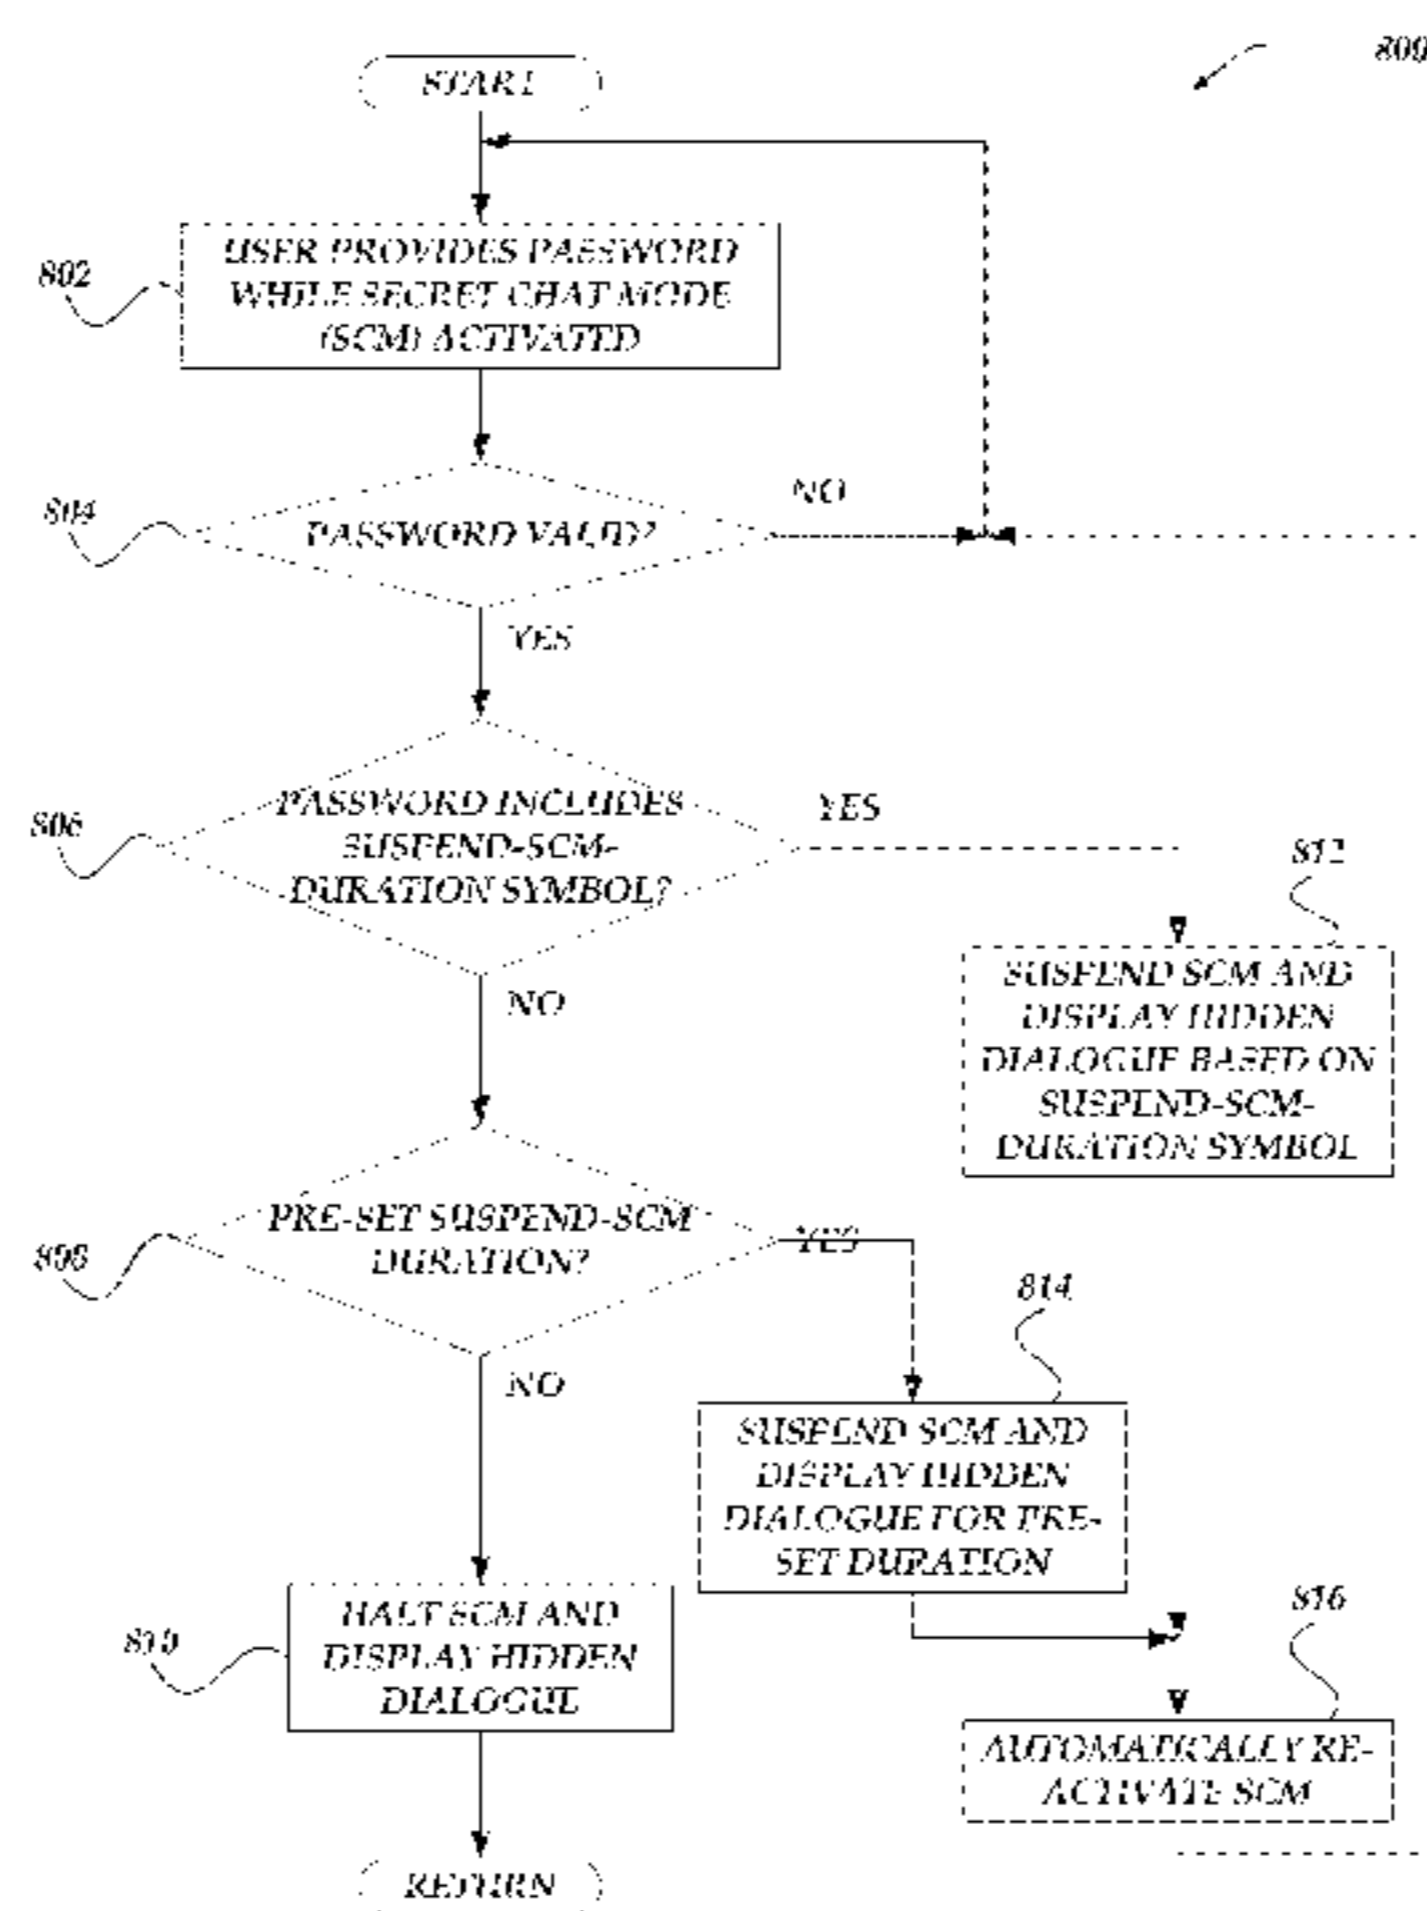 800
START
802
USER PROVIDES PASSWORD
WHILE SECRET CHAT MODE
(SCM) ACTIVATED
804
PASSWORD VALID?
NO
YES
806
PASSWORD INCLUDES
SUSPEND-SCM-
DURATION SYMBOL?
YES
NO
812
SUSPEND SCM AND
DISPLAY HIDDEN
DIALOGUE BASED ON
SUSPEND-SCM-
DURATION SYMBOL
808
PRE-SET SUSPEND-SCM
DURATION?
YES
NO
814
SUSPEND SCM AND
DISPLAY HIDDEN
DIALOGUE FOR PRE-
SET DURATION
810
HALT SCM AND
DISPLAY HIDDEN
DIALOGUE
816
AUTOMATICALLY RE-
ACTIVATE SCM
RETURN